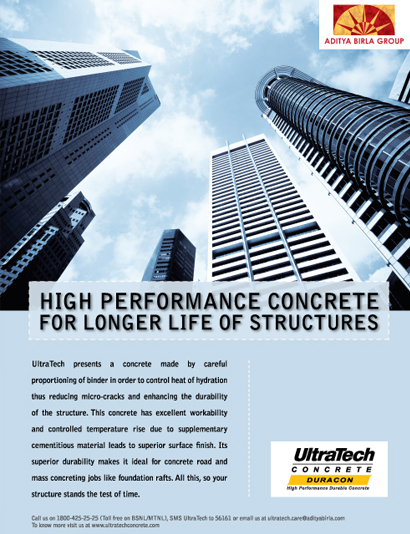 ADITYA BIRLA GROUP
HIGH PERFORMANCE CONCRETE
FOR LONGER LIFE OF STRUCTURES
UltraTech presents a concrete made by careful
proportioning of binder in order to control heat of hydration
thus reducing micro-cracks and enhancing the durability
of the structure. This concrete has excellent workability
and controlled temperature rise due to supplementary
cementitious material leads to superior surface finish. Its
superior durability makes it ideal for concrete road and
mass concreting jobs like foundation rafts. All this, so your
structure stands the test of time.
UltraTech
CONCRETE
DURACON
High Performance Durable Concrete
Call us on 1800-425-25-25 (Toll free on BSNL/MTNL), SMS UltraTech to 56161 or email us at ultratech.care@adityabirla.com
To know more visit us at www.ultratechconcrete.com